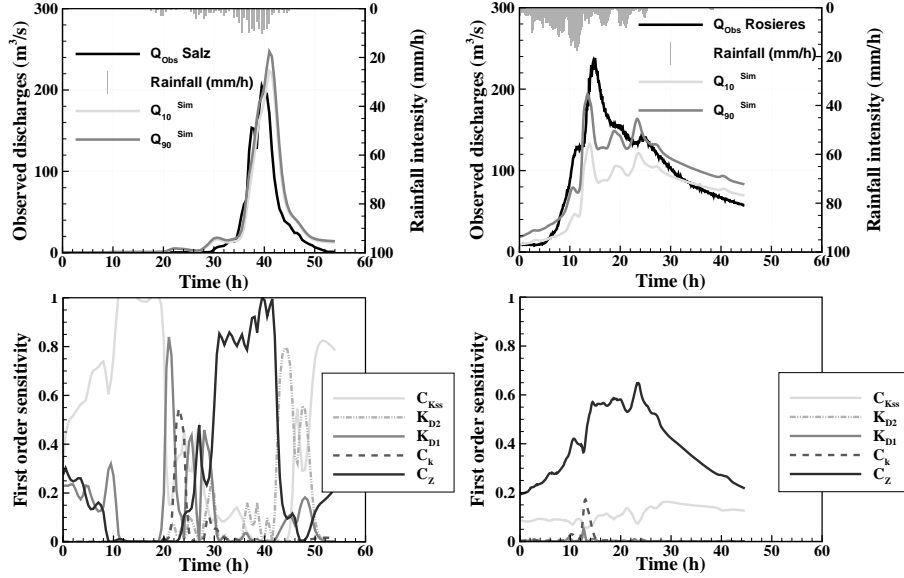 Observed discharges (m³/s)
300
200
100
0
0
20
40
60
80
100
Rainfall intensity (mm/h)
Q_Obs Salz
Rainfall (mm/h)
Q_10^Sim
Q_90^Sim
0 10 20 30 40 50 60
Time (h)
Observed discharges (m³/s)
300
200
100
0
0
20
40
60
80
100
Rainfall intensity (mm/h)
Q_Obs Rosieres
Rainfall (mm/h)
Q_10^Sim
Q_90^Sim
0 10 20 30 40 50 60
Time (h)
First order sensitivity
1
0.8
0.6
0.4
0.2
0
C_Kss
K_D2
K_D1
C_k
C_Z
0 10 20 30 40 50 60
Time (h)
First order sensitivity
1
0.8
0.6
0.4
0.2
0
C_Kss
K_D2
K_D1
C_k
C_Z
0 10 20 30 40 50 60
Time (h)